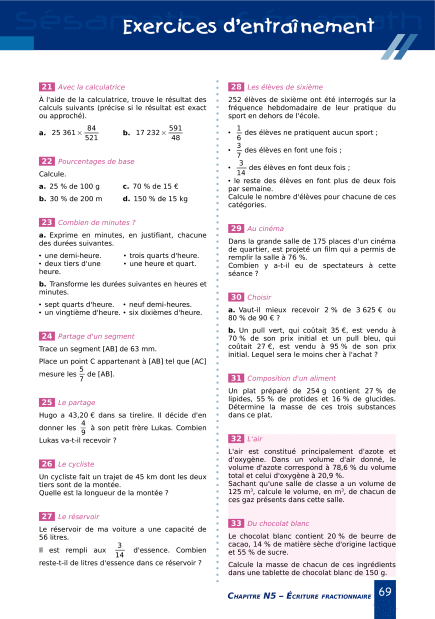 Exercices d'entraînement
21 Avec la calculatrice
À l'aide de la calculatrice, trouve le résultat des
calculs suivants (précise si le résultat est exact
ou approché).
a. 25 361 × 84/521 b. 17 232 × 591/48
22 Pourcentages de base
Calcule.
a. 25 % de 100 g c. 70 % de 15 €
b. 30 % de 200 m d. 150 % de 15 kg
23 Combien de minutes ?
a. Exprime en minutes, en justifiant, chacune
des durées suivantes.
• une demi-heure. • trois quarts d'heure.
• deux tiers d'une • une heure et quart.
heure.
b. Transforme les durées suivantes en heures et
minutes.
• sept quarts d'heure. • neuf demi-heures.
• un vingtième d'heure. • six dixièmes d'heure.
24 Partage d'un segment
Trace un segment [AB] de 63 mm.
Place un point C appartenant à [AB] tel que [AC]
mesure les 5/7 de [AB].
25 Le partage
Hugo a 43,20 € dans sa tirelire. Il décide d'en
donner les 4/9 à son petit frère Lukas. Combien
Lukas va-t-il recevoir ?
26 Le cycliste
Un cycliste fait un trajet de 45 km dont les deux
tiers sont de la montée.
Quelle est la longueur de la montée ?
27 Le réservoir
Le réservoir de ma voiture a une capacité de
56 litres.
Il est rempli aux 3/14 d'essence. Combien
reste-t-il de litres d'essence dans ce réservoir ?
28 Les élèves de sixième
252 élèves de sixième ont été interrogés sur la
fréquence hebdomadaire de leur pratique du
sport en dehors de l'école.
• 1/6 des élèves ne pratiquent aucun sport ;
• 3/7 des élèves en font une fois ;
• 3/14 des élèves en font deux fois ;
• le reste des élèves en font plus de deux fois
par semaine.
Calcule le nombre d'élèves pour chacune de ces
catégories.
29 Au cinéma
Dans la grande salle de 175 places d'un cinéma
de quartier, est projeté un film qui a permis de
remplir la salle à 76 %.
Combien y a-t-il eu de spectateurs à cette
séance ?
30 Choisir
a. Vaut-il mieux recevoir 2 % de 3 625 € ou
80 % de 90 € ?
b. Un pull vert, qui coûtait 35 €, est vendu à
70 % de son prix initial et un pull bleu, qui
coûtait 27 €, est vendu à 95 % de son prix
initial. Lequel sera le moins cher à l'achat ?
31 Composition d'un aliment
Un plat préparé de 254 g contient 27 % de
lipides, 55 % de protides et 16 % de glucides.
Détermine la masse de ces trois substances
dans ce plat.
32 L'air
L'air est constitué principalement d'azote et
d'oxygène. Dans un volume d'air donné, le
volume d'azote correspond à 78,6 % du volume
total et celui d'oxygène à 20,9 %.
Sachant qu'une salle de classe a un volume de
125 m³, calcule le volume, en m³, de chacun de
ces gaz présents dans cette salle.
33 Du chocolat blanc
Le chocolat blanc contient 20 % de beurre de
cacao, 14 % de matière sèche d'origine lactique
et 55 % de sucre.
Calcule la masse de chacun de ces ingrédients
dans une tablette de chocolat blanc de 150 g.
CHAPITRE N5 – ÉCRITURE FRACTIONNAIRE 69